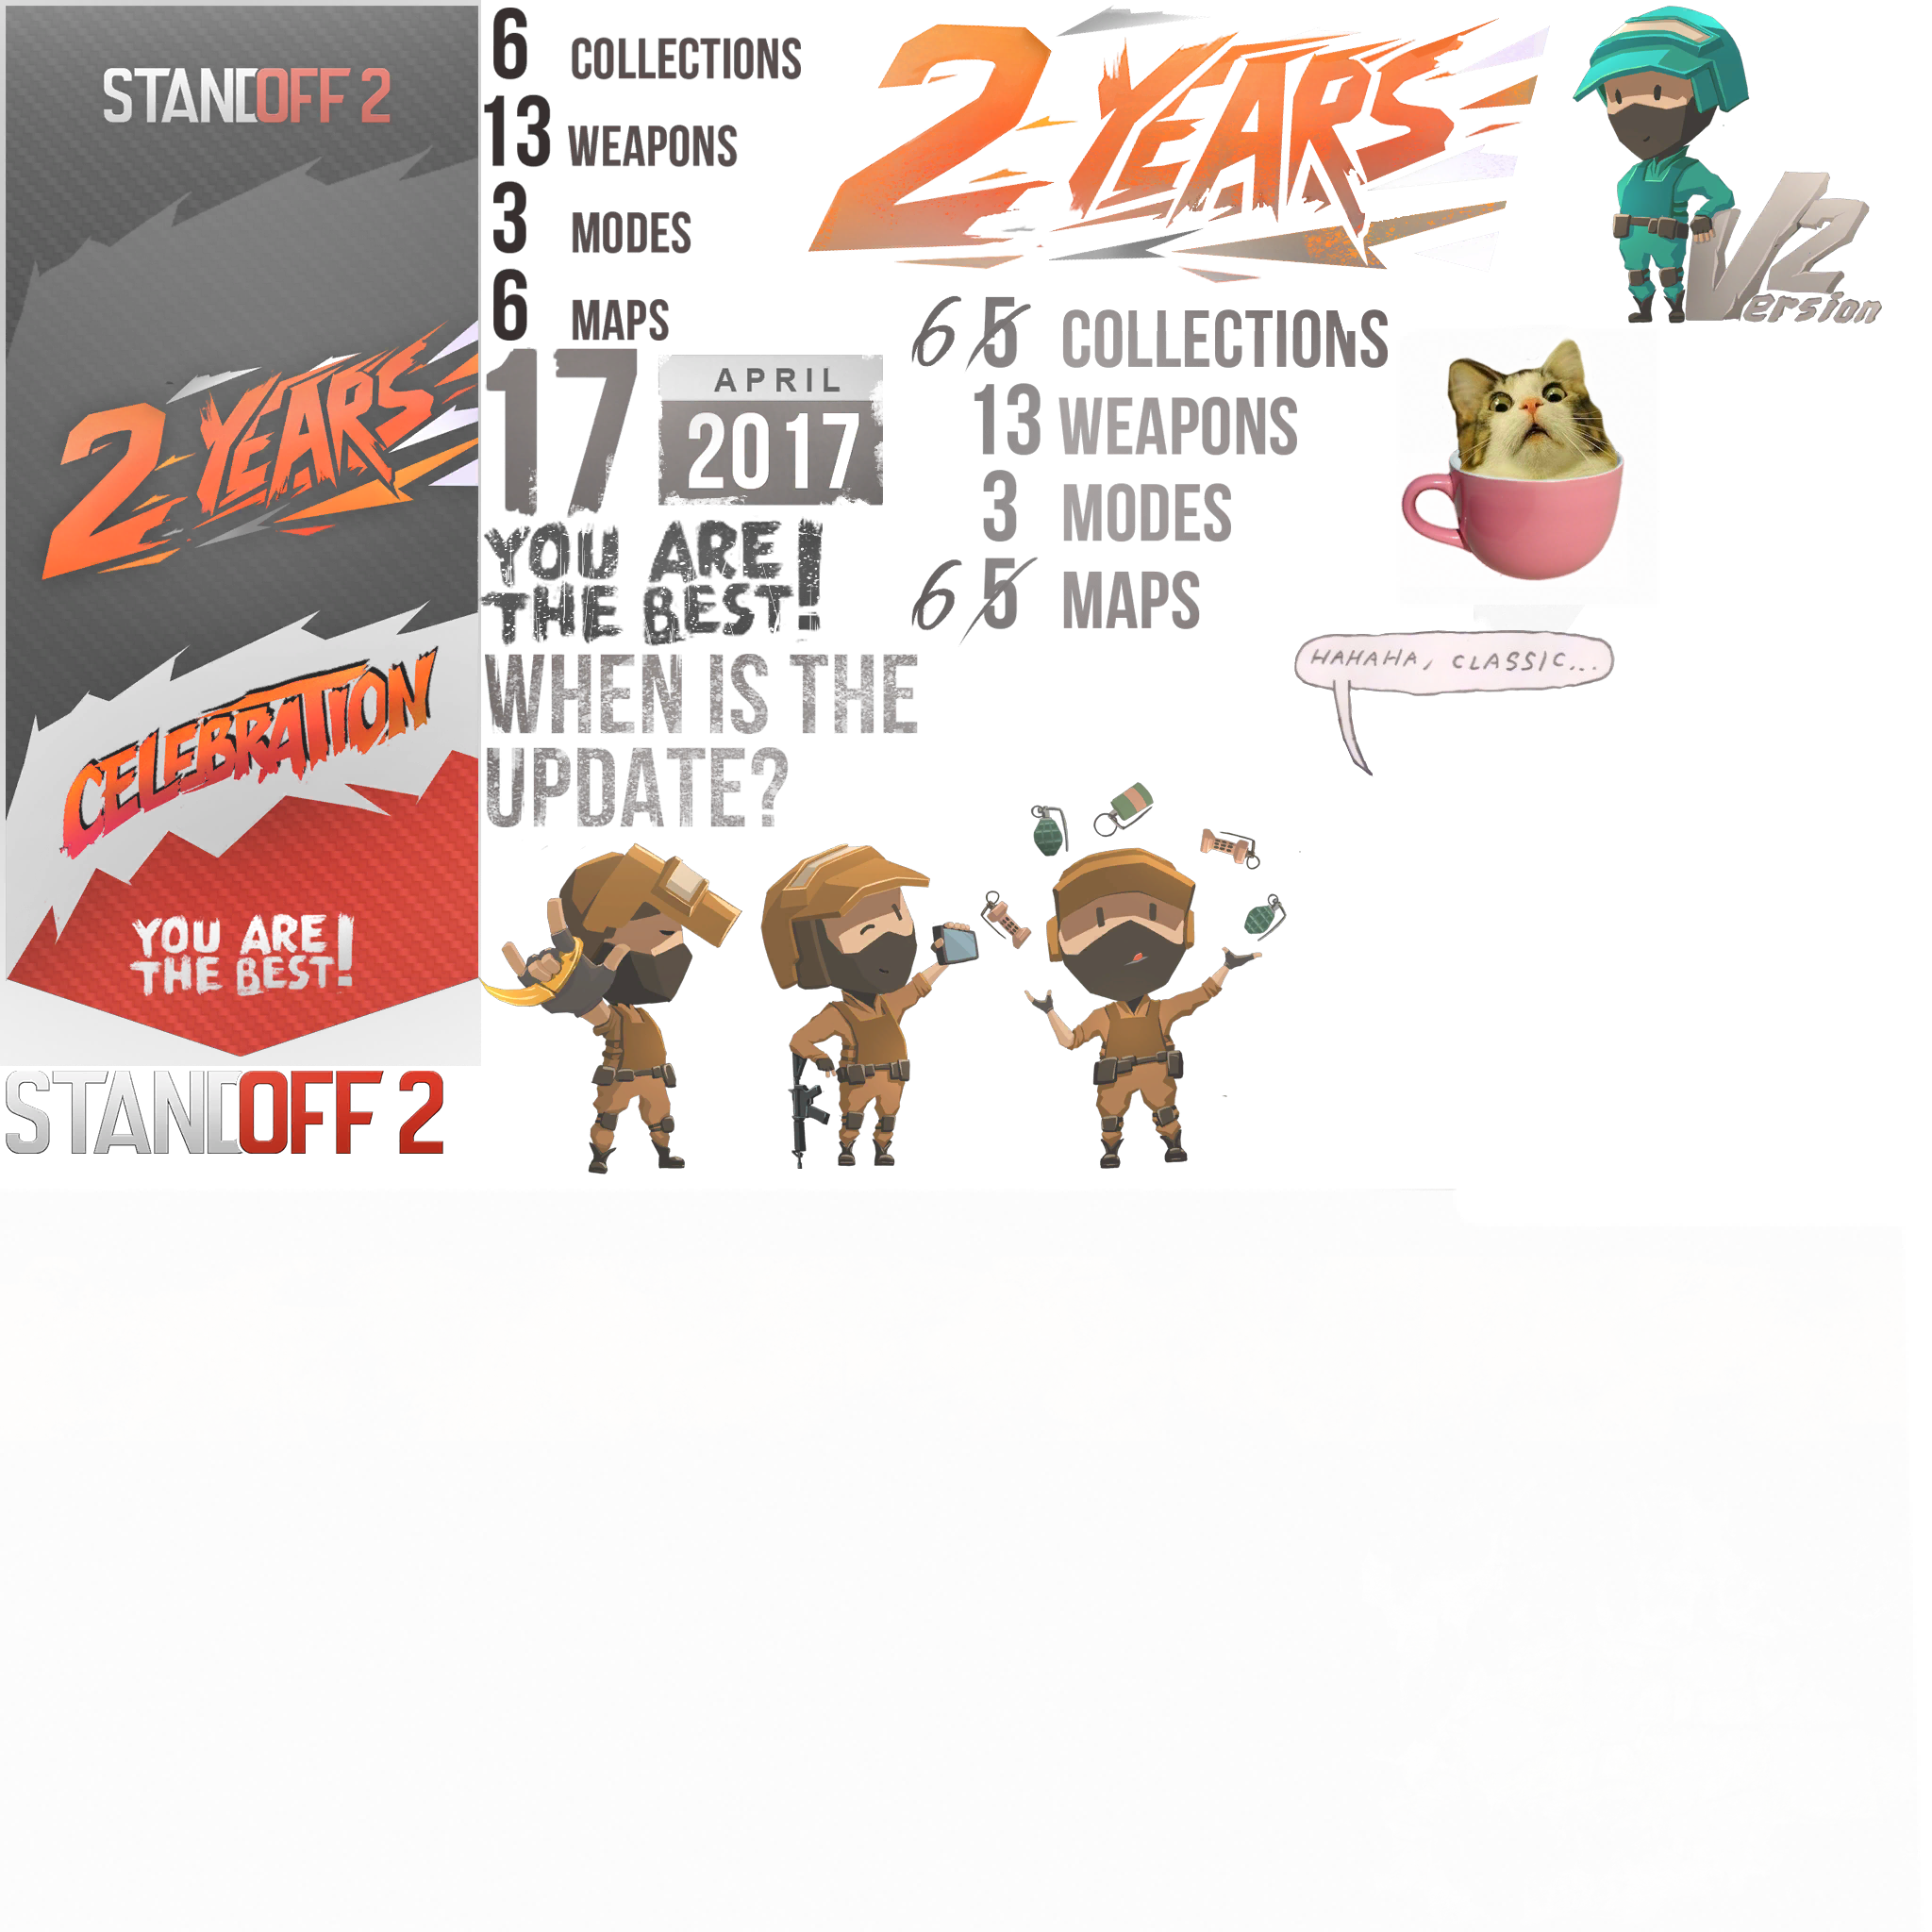 STANDOFF 2
2 YEARS
CELEBRATION
YOU ARE
THE BEST!
STANDOFF 2
6 COLLECTIONS
13 WEAPONS
3 MODES
6 MAPS
17
APRIL
2017
YOU ARE
THE BEST!
WHEN IS THE
UPDATE?
2 YEARS
6 5 COLLECTIONS
13 WEAPONS
3 MODES
6 5 MAPS
V2
Version
HAHAHA, CLASSIC...